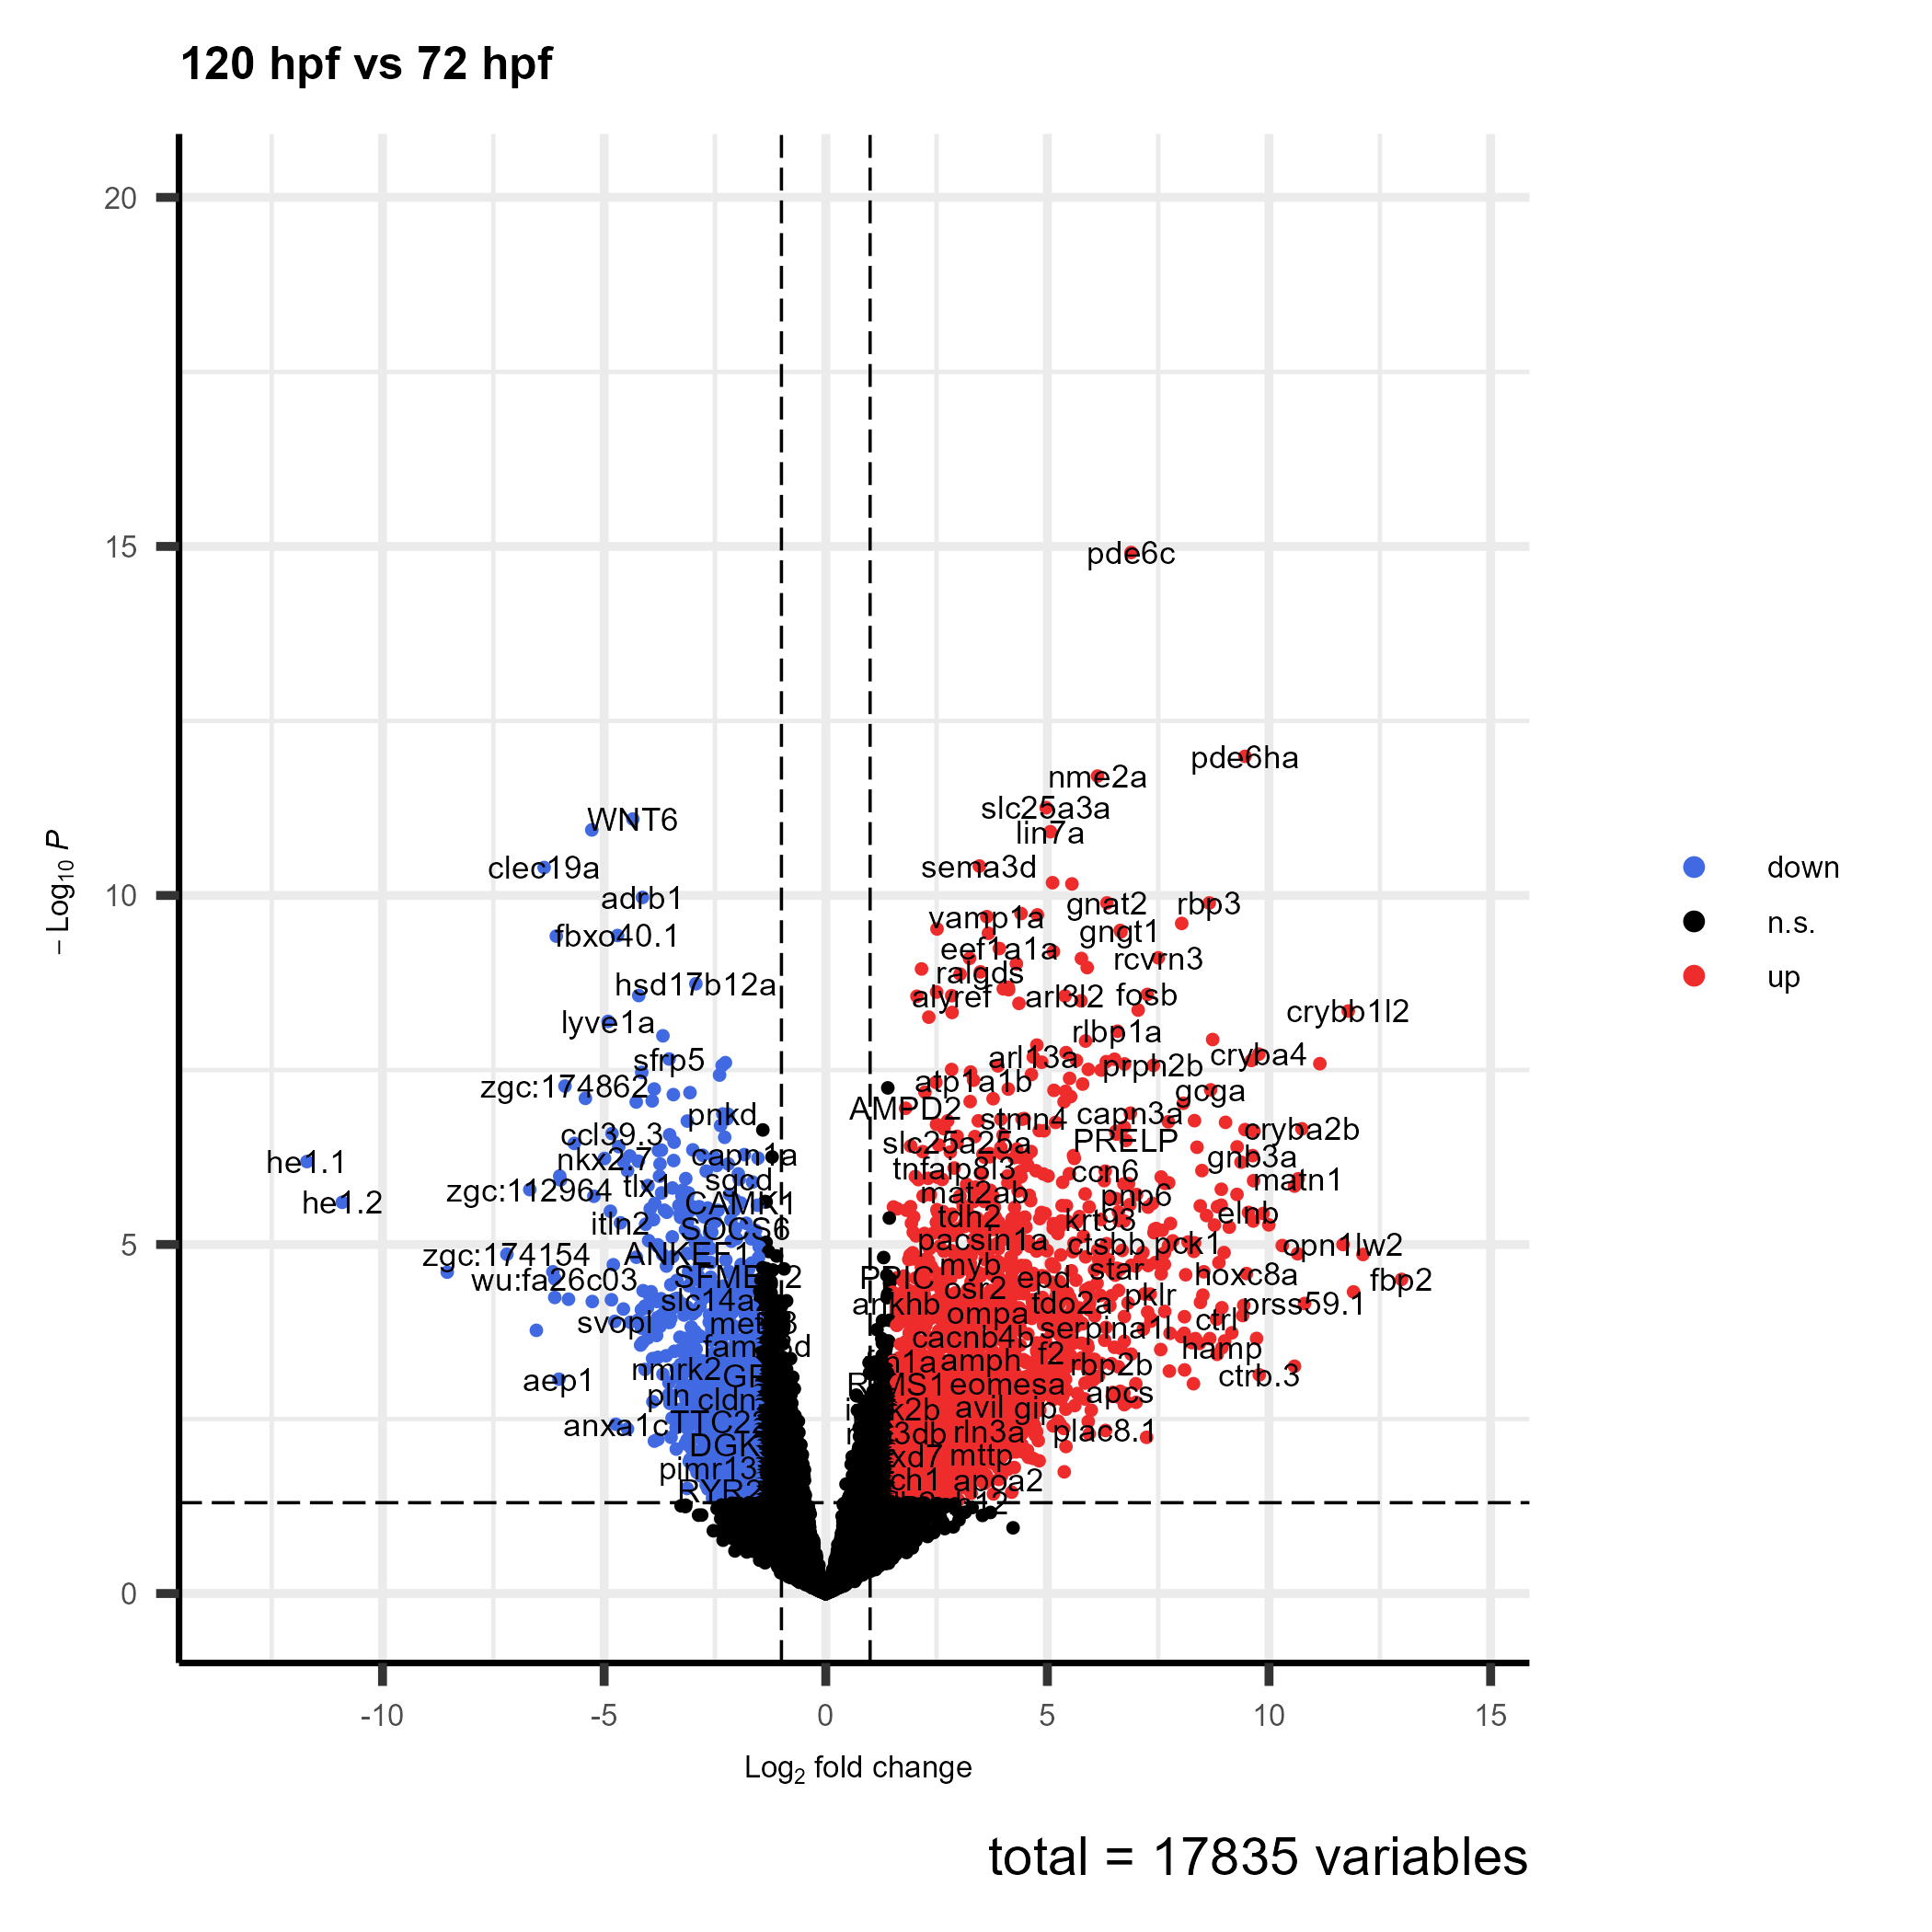 120 hpf vs 72 hpf
20
15
10
5
0
– Log10 P
pde6c
pde6ha
nme2a
slc25a3a
WNT6
lin7a
clec19a
sema3d
adrb1
gnat2
rbp3
vamp1a
fbxo40.1
gngt1
eef1a1a
rcvrn3
ralgds
hsd17b12a
alyref
arl3l2
fosb
crybb1l2
lyve1a
rlbp1a
sfrp5
arl13a
prph2b
cryba4
zgc:174862
atp1a1b
gcga
pnkd
AMPD2
stmn4
capn3a
ccl39.3
slc25a25a
PRELP
cryba2b
he1.1
nkx2.7
capn1a
tnfaip8l3
ccn6
gnb3a
zgc:112964
tlx1
sgcd
mat2ab
pnp6
matn1
he1.2
CAMK1
itln2
SOCS6
tdh2
krt93
elnb
zgc:174154
ANKEF1
pacsin1a
ctsbb
pck1
opn1lw2
wu:fa26c03
myb
star
hoxc8a
fbp2
slc14a2
osr2
epd
ankhb
ompa
tdo2a
pklr
prss59.1
svopl
cacnb4b
serpina1l
ctrl
amph
f2
hamp
aep1
nmrk2
rbp2b
ctrb.3
pln
cldn
eomesa
apcs
anxa1c
avil
gip
rln3a
plac8.1
mttp
pimr13
apoa2
RYR2
-10
-5
0
5
10
15
Log2 fold change
down
n.s.
up
total = 17835 variables